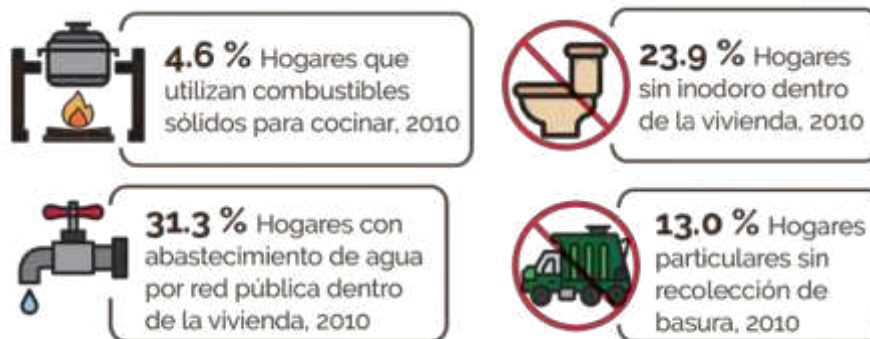 4.6 % Hogares que
utilizan combustibles
sólidos para cocinar, 2010
23.9 % Hogares
sin inodoro dentro
de la vivienda, 2010
31.3 % Hogares con
abastecimiento de agua
por red pública dentro
de la vivienda, 2010
13.0 % Hogares
particulares sin
recolección de
basura, 2010